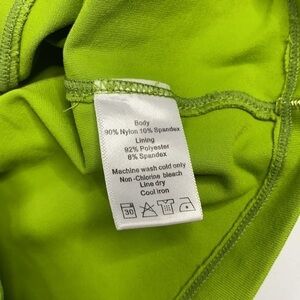 Body
90% Nylon 10% Spandex
Lining
92% Polyester
8% Spandex
Machine wash cold only
Non-Chlorine bleach
Line dry
Cool iron
30